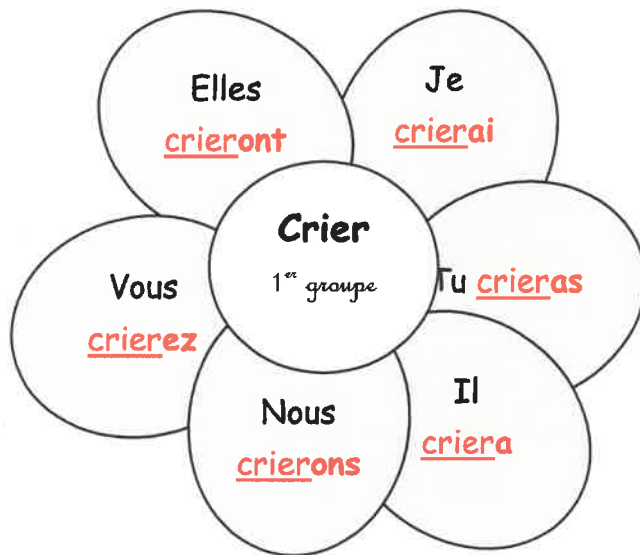 Elles
crieront
Je
crierai
Crier
1er groupe
Tu crieras
Vous
crierez
Il
criera
Nous
crierons